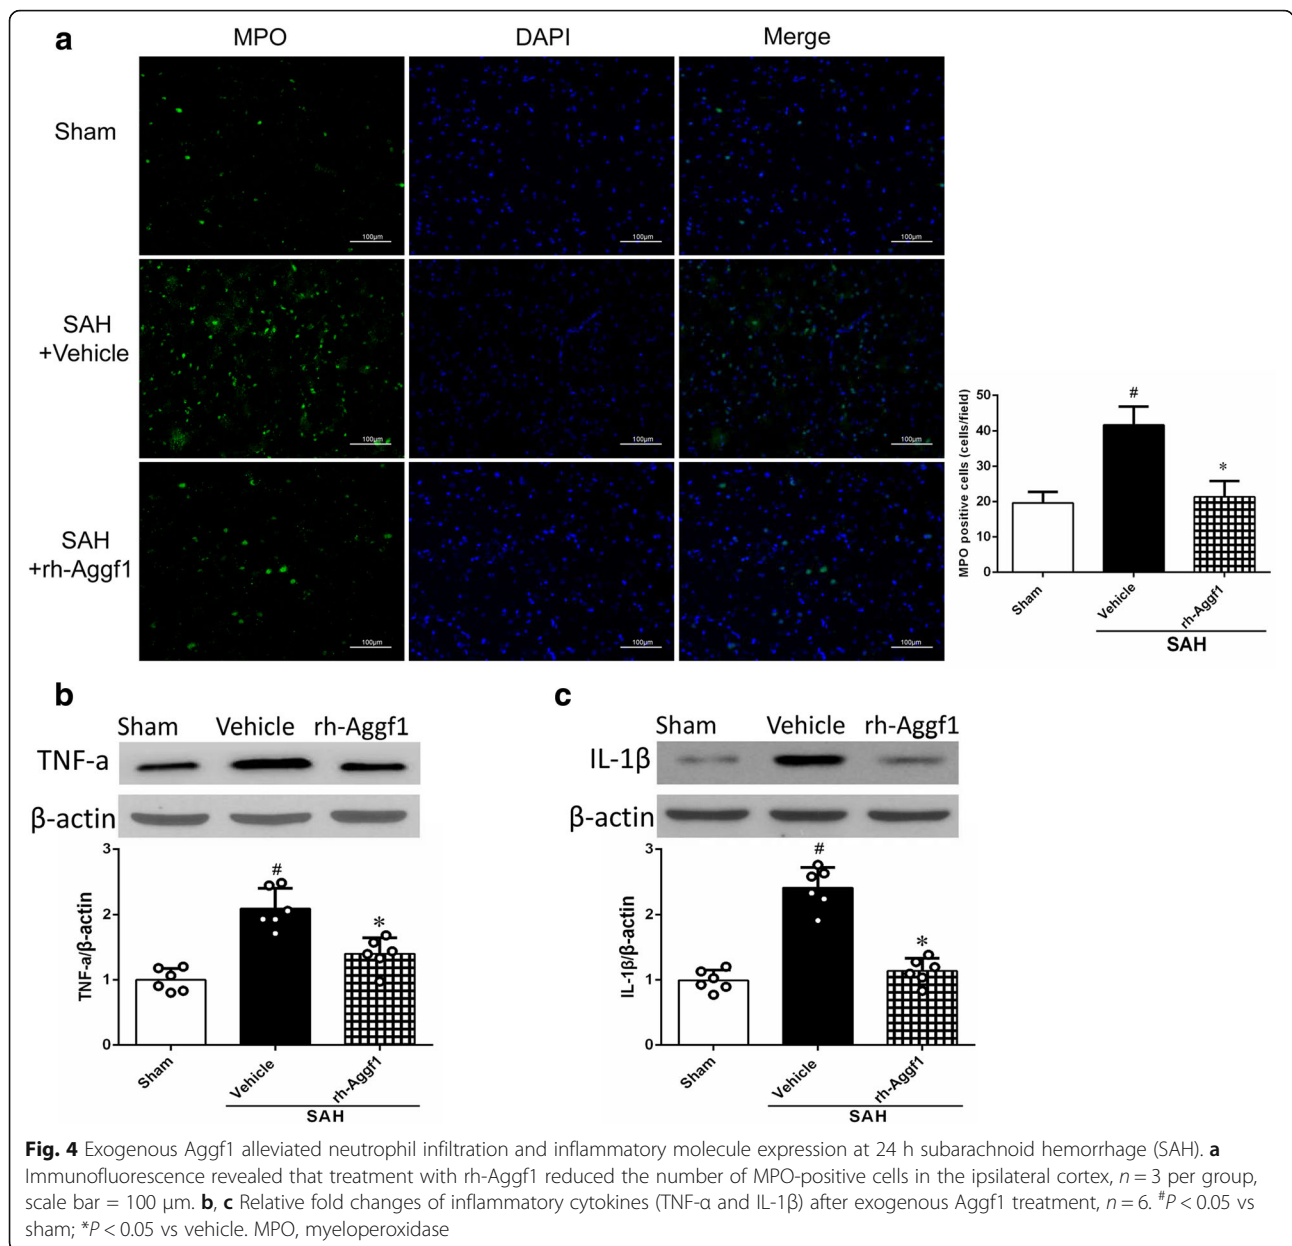 a
MPO DAPI Merge
Sham
100μm 100μm 100μm
SAH
+Vehicle
100μm 100μm 100μm
SAH
+rh-Aggf1
100μm 100μm 100μm
MPO positive cells (cells/field)
50
40
30
20
10
0
#
*
Sham Vehicle rh-Aggf1
SAH
b
Sham Vehicle rh-Aggf1
TNF-a
β-actin
TNF-a/β-actin
3
2
1
0
#
*
Sham Vehicle rh-Aggf1
SAH
c
Sham Vehicle rh-Aggf1
IL-1β
β-actin
IL-1β/β-actin
3
2
1
0
#
*
Sham Vehicle rh-Aggf1
SAH
Fig. 4 Exogenous Aggf1 alleviated neutrophil infiltration and inflammatory molecule expression at 24 h subarachnoid hemorrhage (SAH). a
Immunofluorescence revealed that treatment with rh-Aggf1 reduced the number of MPO-positive cells in the ipsilateral cortex, n = 3 per group,
scale bar = 100 μm. b, c Relative fold changes of inflammatory cytokines (TNF-α and IL-1β) after exogenous Aggf1 treatment, n = 6. #P < 0.05 vs
sham; *P < 0.05 vs vehicle. MPO, myeloperoxidase